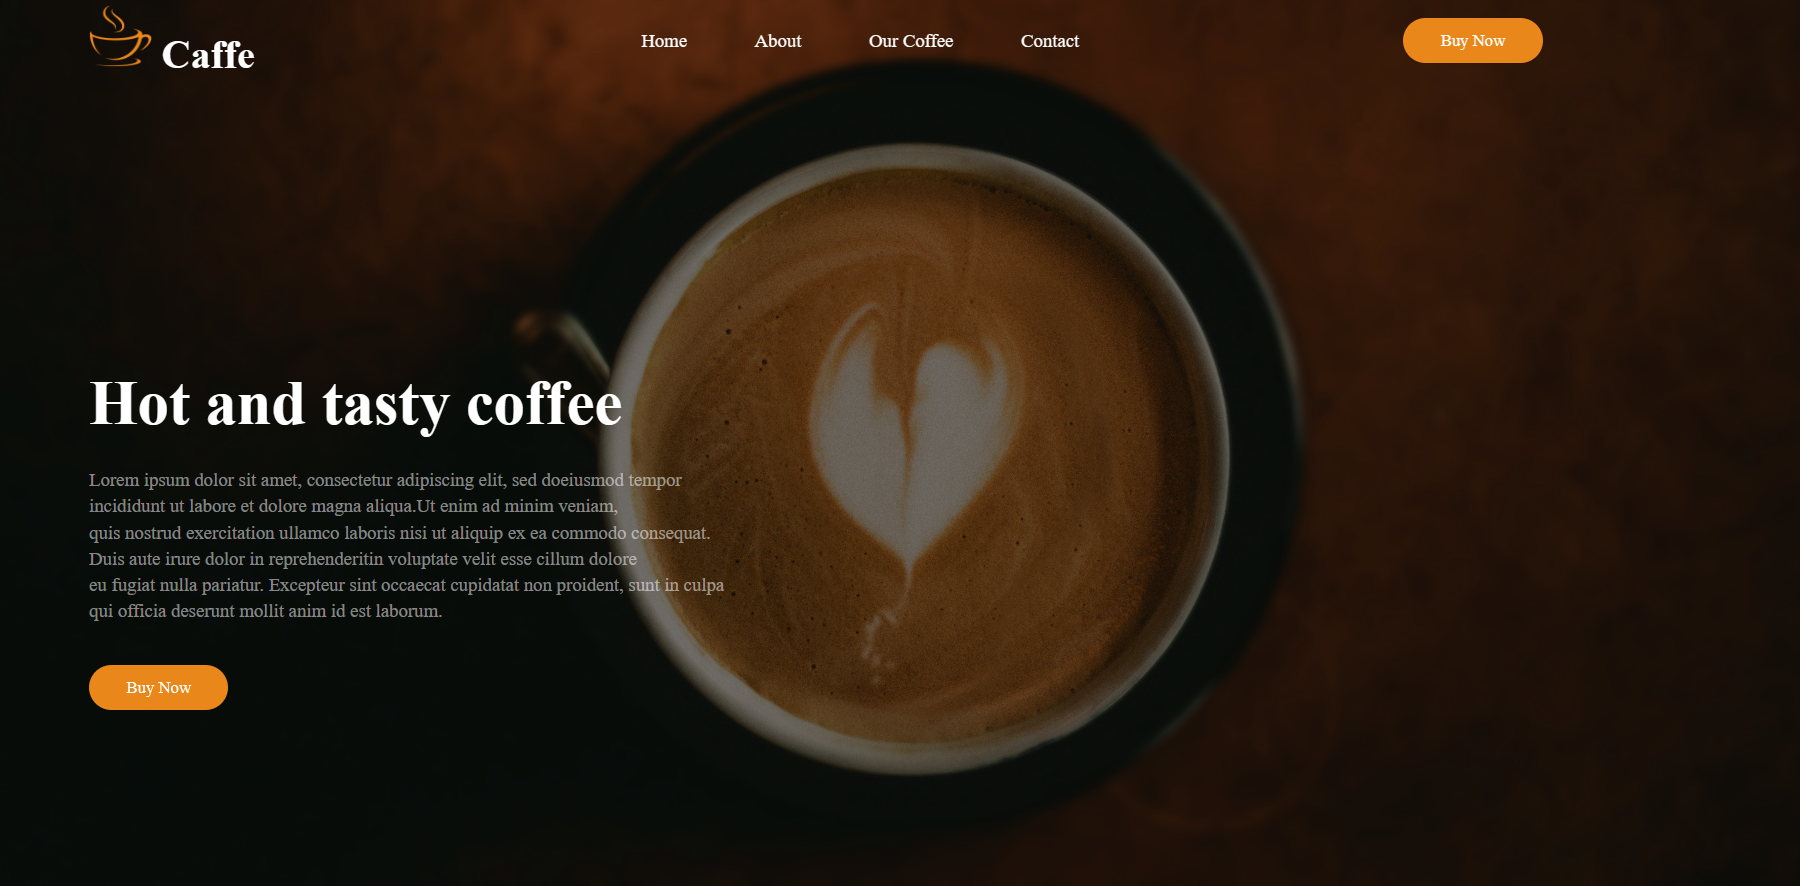 Caffe
Home
About
Our Coffee
Contact
Buy Now
Hot and tasty coffee
Lorem ipsum dolor sit amet, consectetur adipiscing elit, sed doeiusmod tempor
incididunt ut labore et dolore magna aliqua.Ut enim ad minim veniam,
quis nostrud exercitation ullamco laboris nisi ut aliquip ex ea commodo consequat.
Duis aute irure dolor in reprehenderitin voluptate velit esse cillum dolore
eu fugiat nulla pariatur. Excepteur sint occaecat cupidatat non proident, sunt in culpa
qui officia deserunt mollit anim id est laborum.
Buy Now